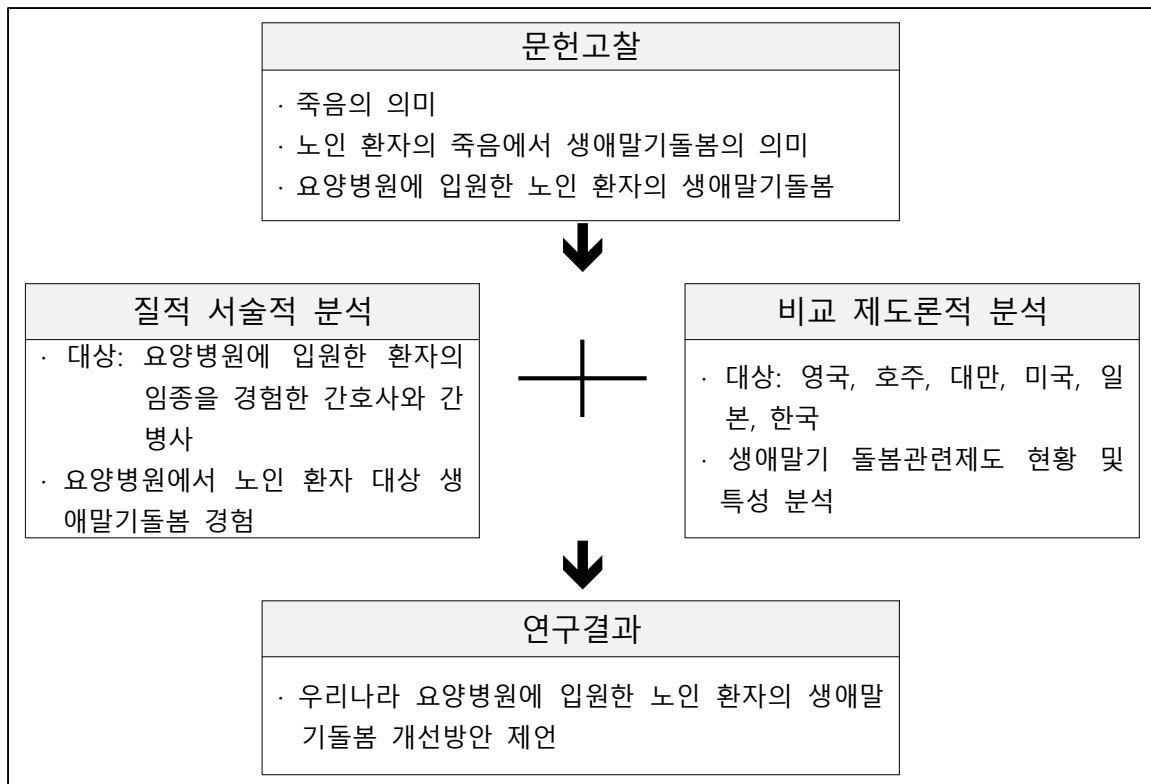 문헌고찰
· 죽음의 의미
· 노인 환자의 죽음에서 생애말기돌봄의 의미
· 요양병원에 입원한 노인 환자의 생애말기돌봄
질적 서술적 분석
· 대상: 요양병원에 입원한 환자의
임종을 경험한 간호사와 간
병사
· 요양병원에서 노인 환자 대상 생
애말기돌봄 경험
비교 제도론적 분석
· 대상: 영국, 호주, 대만, 미국, 일
본, 한국
· 생애말기 돌봄관련제도 현황 및
특성 분석
연구결과
· 우리나라 요양병원에 입원한 노인 환자의 생애말
기돌봄 개선방안 제언